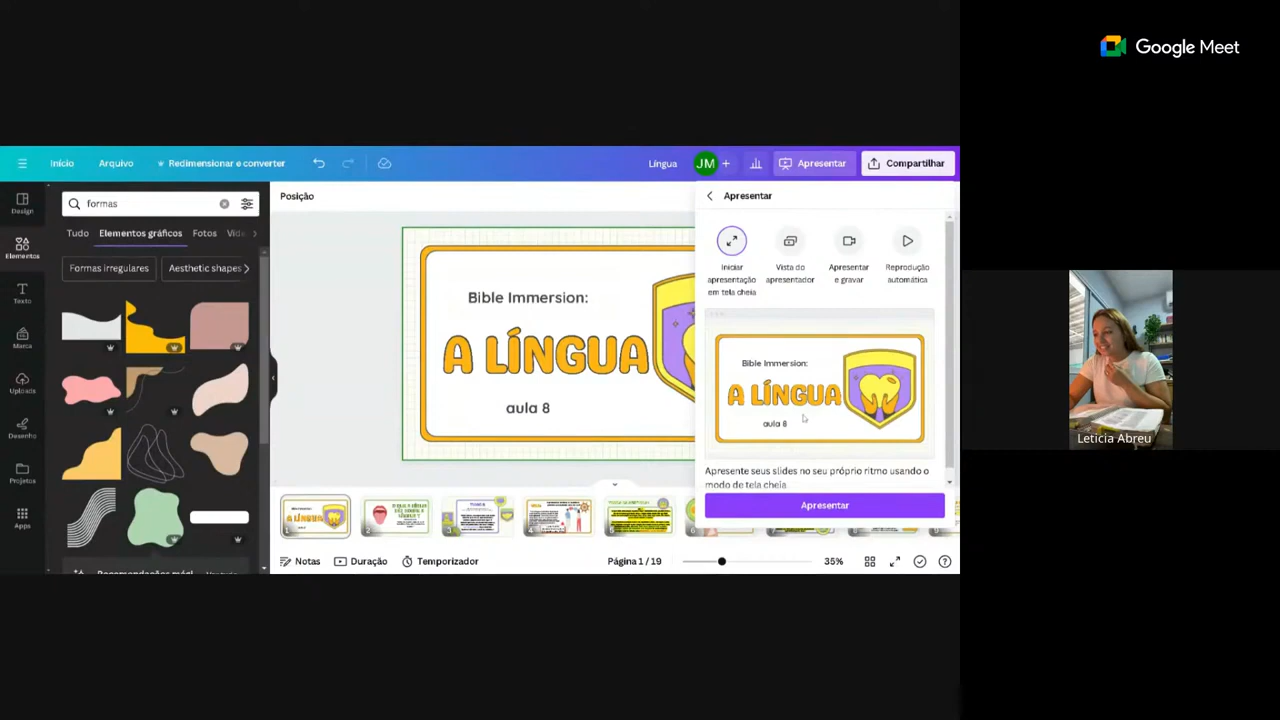 Google Meet
Início
Arquivo
Redimensionar e converter
Língua
JM
+
Apresentar
Compartilhar
Design
Elementos
Texto
Marca
Uploads
Desenho
Projetos
Apps
formas
Tudo
Elementos gráficos
Fotos
Formas irregulares
Aesthetic shapes
Posição
Bible Immersion:
A LÍNGUA
aula 8
Apresentar
Iniciar
apresentação
em tela cheia
Vista do
apresentador
Apresentar
e gravar
Reprodução
automática
Bible Immersion:
A LÍNGUA
aula 8
Apresente seus slides no seu próprio ritmo usando o
modo de tela cheia.
Apresentar
Notas
Duração
Temporizador
Página 1 / 19
35%
Leticia Abreu